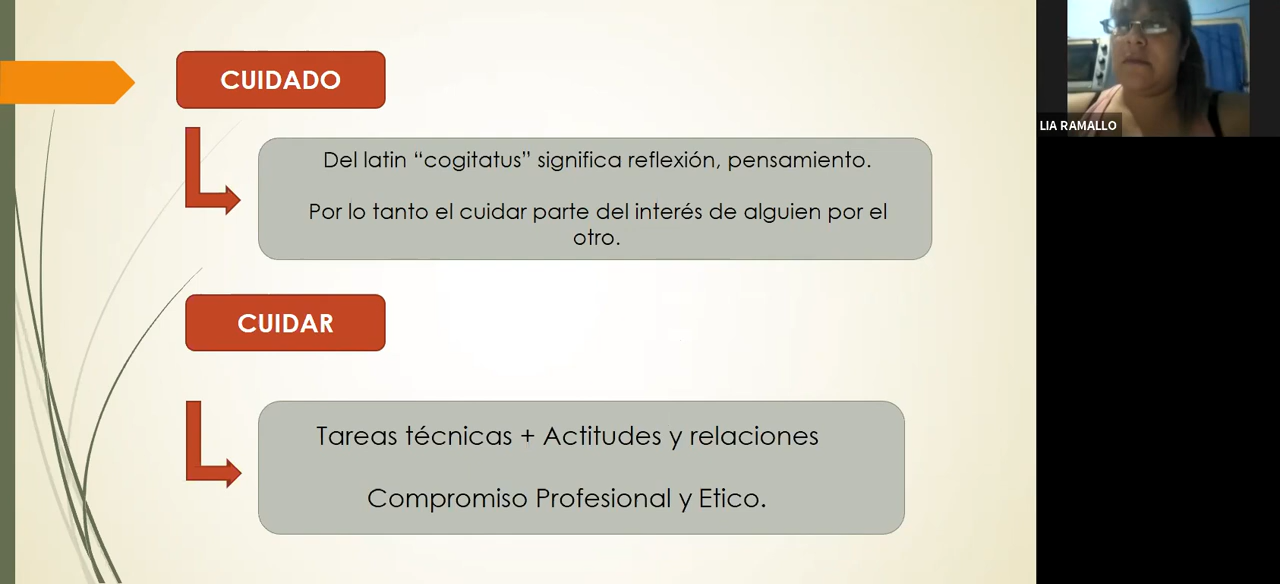 CUIDADO
Del latin “cogitatus” significa reflexión, pensamiento.
Por lo tanto el cuidar parte del interés de alguien por el
otro.
CUIDAR
Tareas técnicas + Actitudes y relaciones
Compromiso Profesional y Etico.
LIA RAMALLO